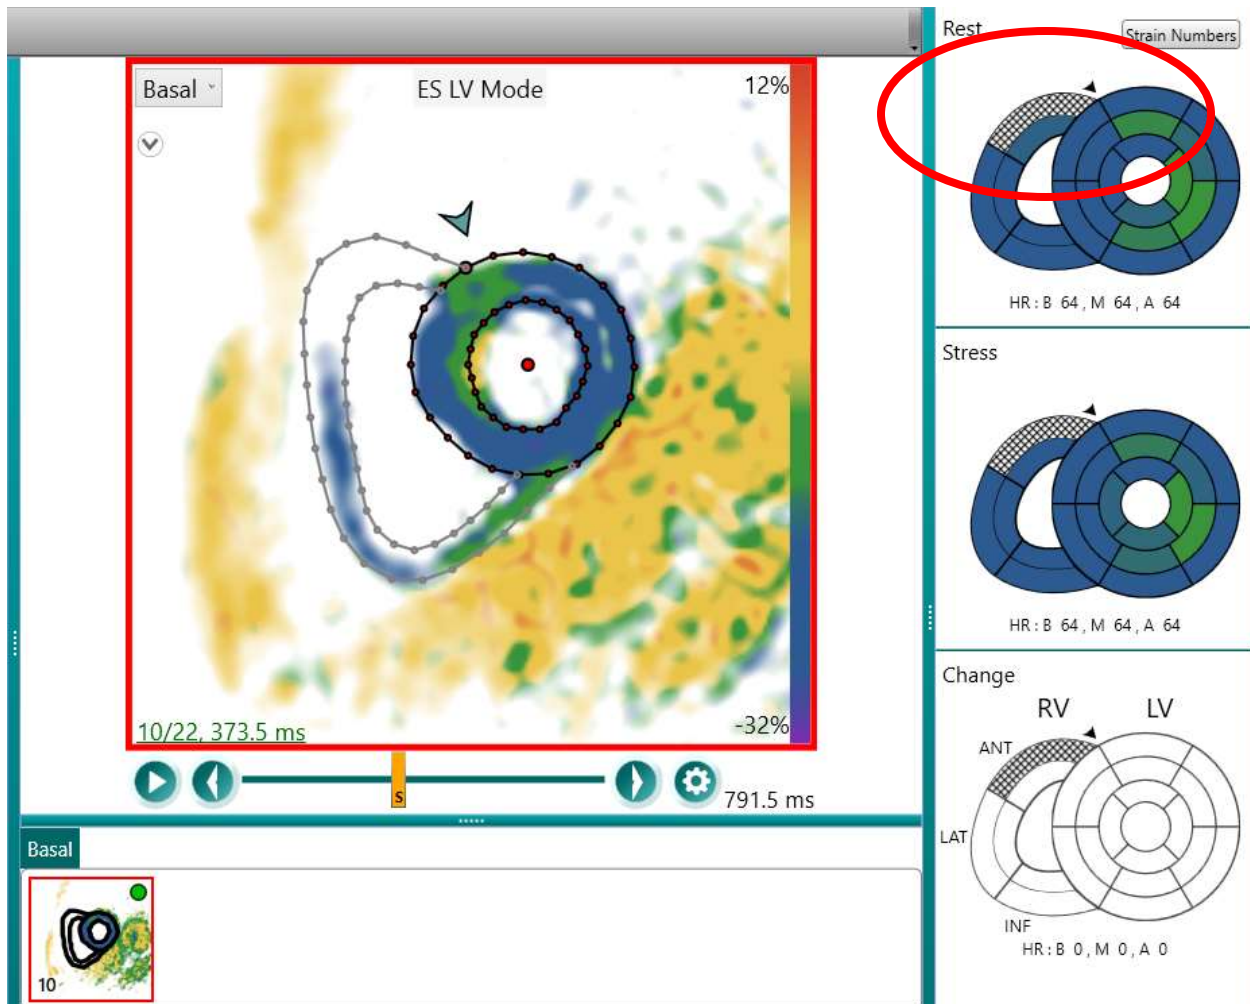 Rest
Strain Numbers
Basal
ES LV Mode
12%
HR : B 64 , M 64 , A 64
Stress
HR : B 64 , M 64 , A 64
10/22, 373.5 ms
-32%
S
791.5 ms
Change
RV
LV
ANT
LAT
INF
HR : B 0 , M 0 , A 0
Basal
10